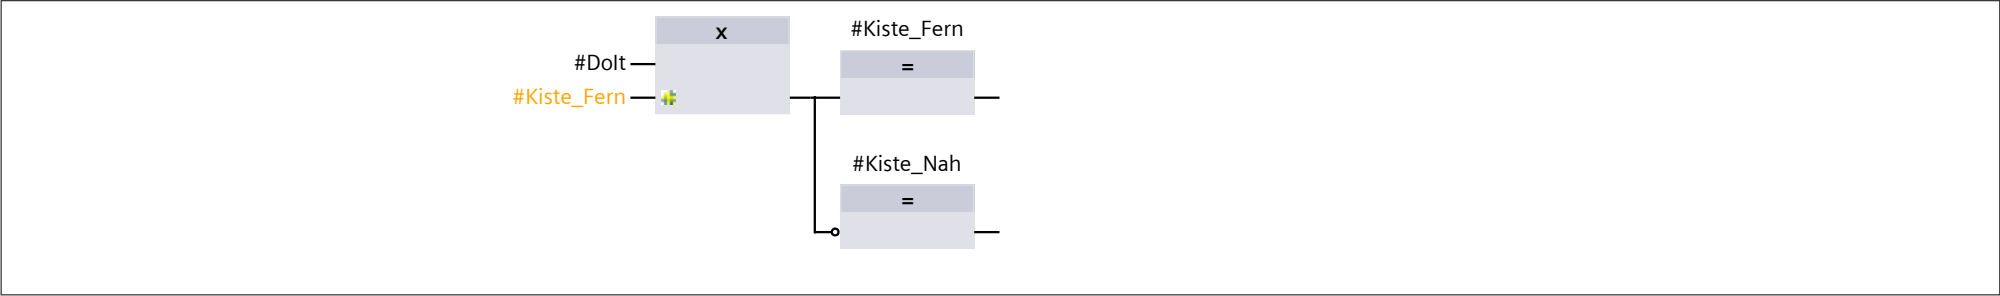 x
#Kiste_Fern
#DoIt
=
#Kiste_Fern
#Kiste_Nah
=